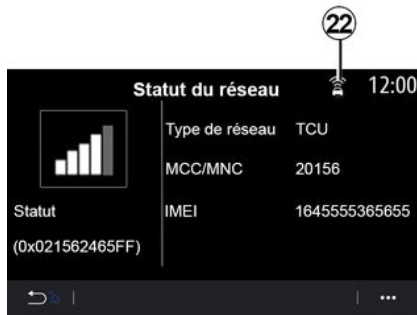 22
Statut du réseau 12:00
Type de réseau TCU
MCC/MNC 20156
Statut IMEI 1645555365655
(0x021562465FF)